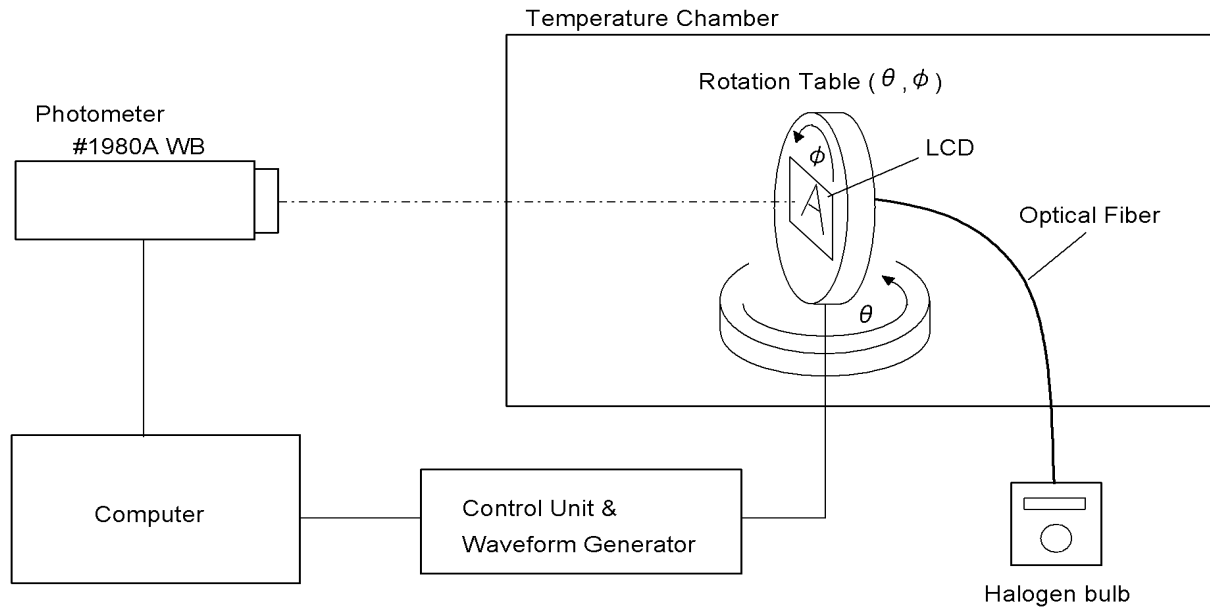 Temperature Chamber
Rotation Table ( θ , ϕ )
Photometer
#1980A WB
ϕ
LCD
A
Optical Fiber
θ
Computer
Control Unit &
Waveform Generator
Halogen bulb